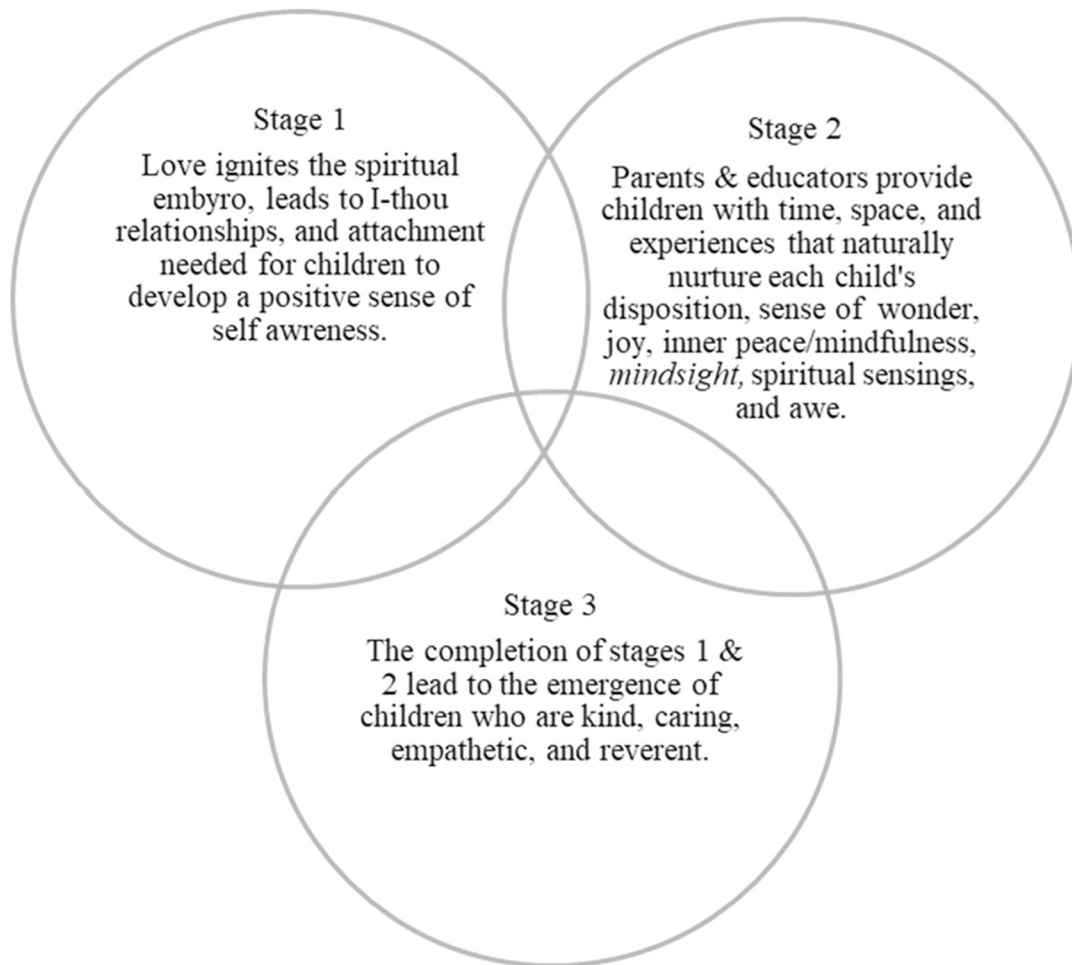 Stage 1
Love ignites the spiritual
embyro, leads to I-thou
relationships, and attachment
needed for children to
develop a positive sense of
self awreness.
Stage 2
Parents & educators provide
children with time, space, and
experiences that naturally
nurture each child's
disposition, sense of wonder,
joy, inner peace/mindfulness,
mindsight, spiritual sensings,
and awe.
Stage 3
The completion of stages 1 &
2 lead to the emergence of
children who are kind, caring,
empathetic, and reverent.